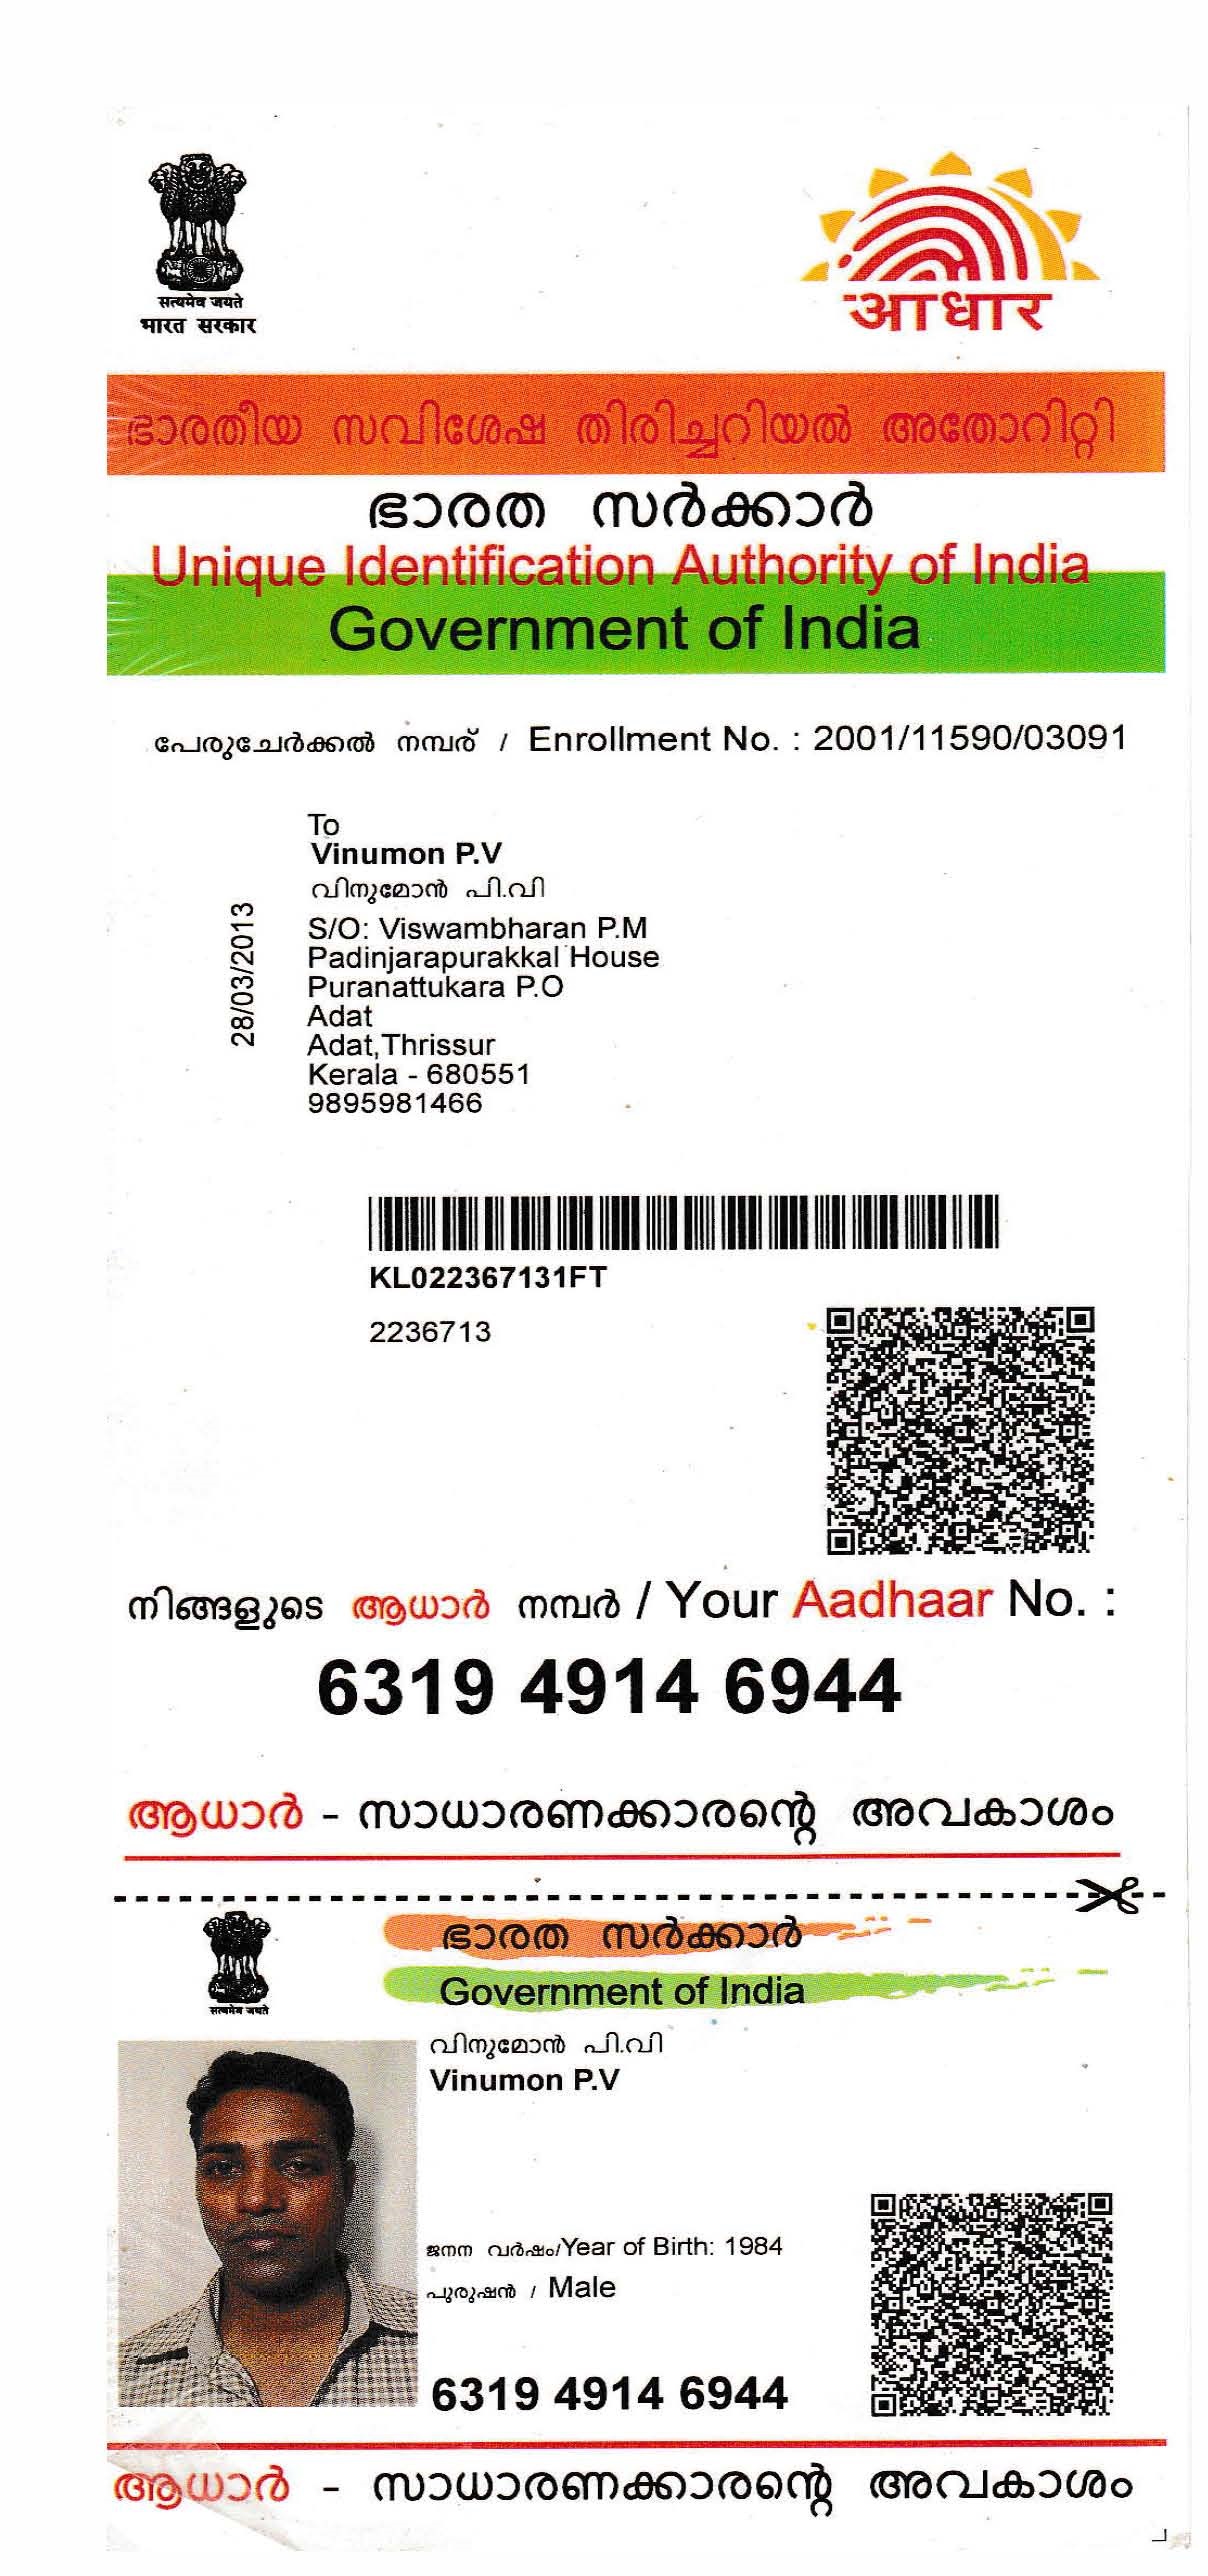 सत्यमेव जयते
भारत सरकार
आधार
ഭാരതീയ സവിശേഷ തിരിച്ചറിയൽ അതോറിറ്റി
ഭാരത സർക്കാർ
Unique Identification Authority of India
Government of India
പേരുചേർക്കൽ നമ്പര് / Enrollment No. : 2001/11590/03091
28/03/2013
To
Vinumon P.V
വിനുമോൻ പി.വി
S/O: Viswambharan P.M
Padinjarapurakkal House
Puranattukara P.O
Adat
Adat,Thrissur
Kerala - 680551
9895981466
KL022367131FT
2236713
നിങ്ങളുടെ ആധാർ നമ്പർ / Your Aadhaar No. :
6319 4914 6944
ആധാർ - സാധാരണക്കാരന്റെ അവകാശം
सत्यमेव जयते
ഭാരത സർക്കാർ
Government of India
വിനുമോൻ പി.വി
Vinumon P.V
ജനന വർഷം/Year of Birth: 1984
പുരുഷൻ / Male
6319 4914 6944
ആധാർ - സാധാരണക്കാരന്റെ അവകാശം